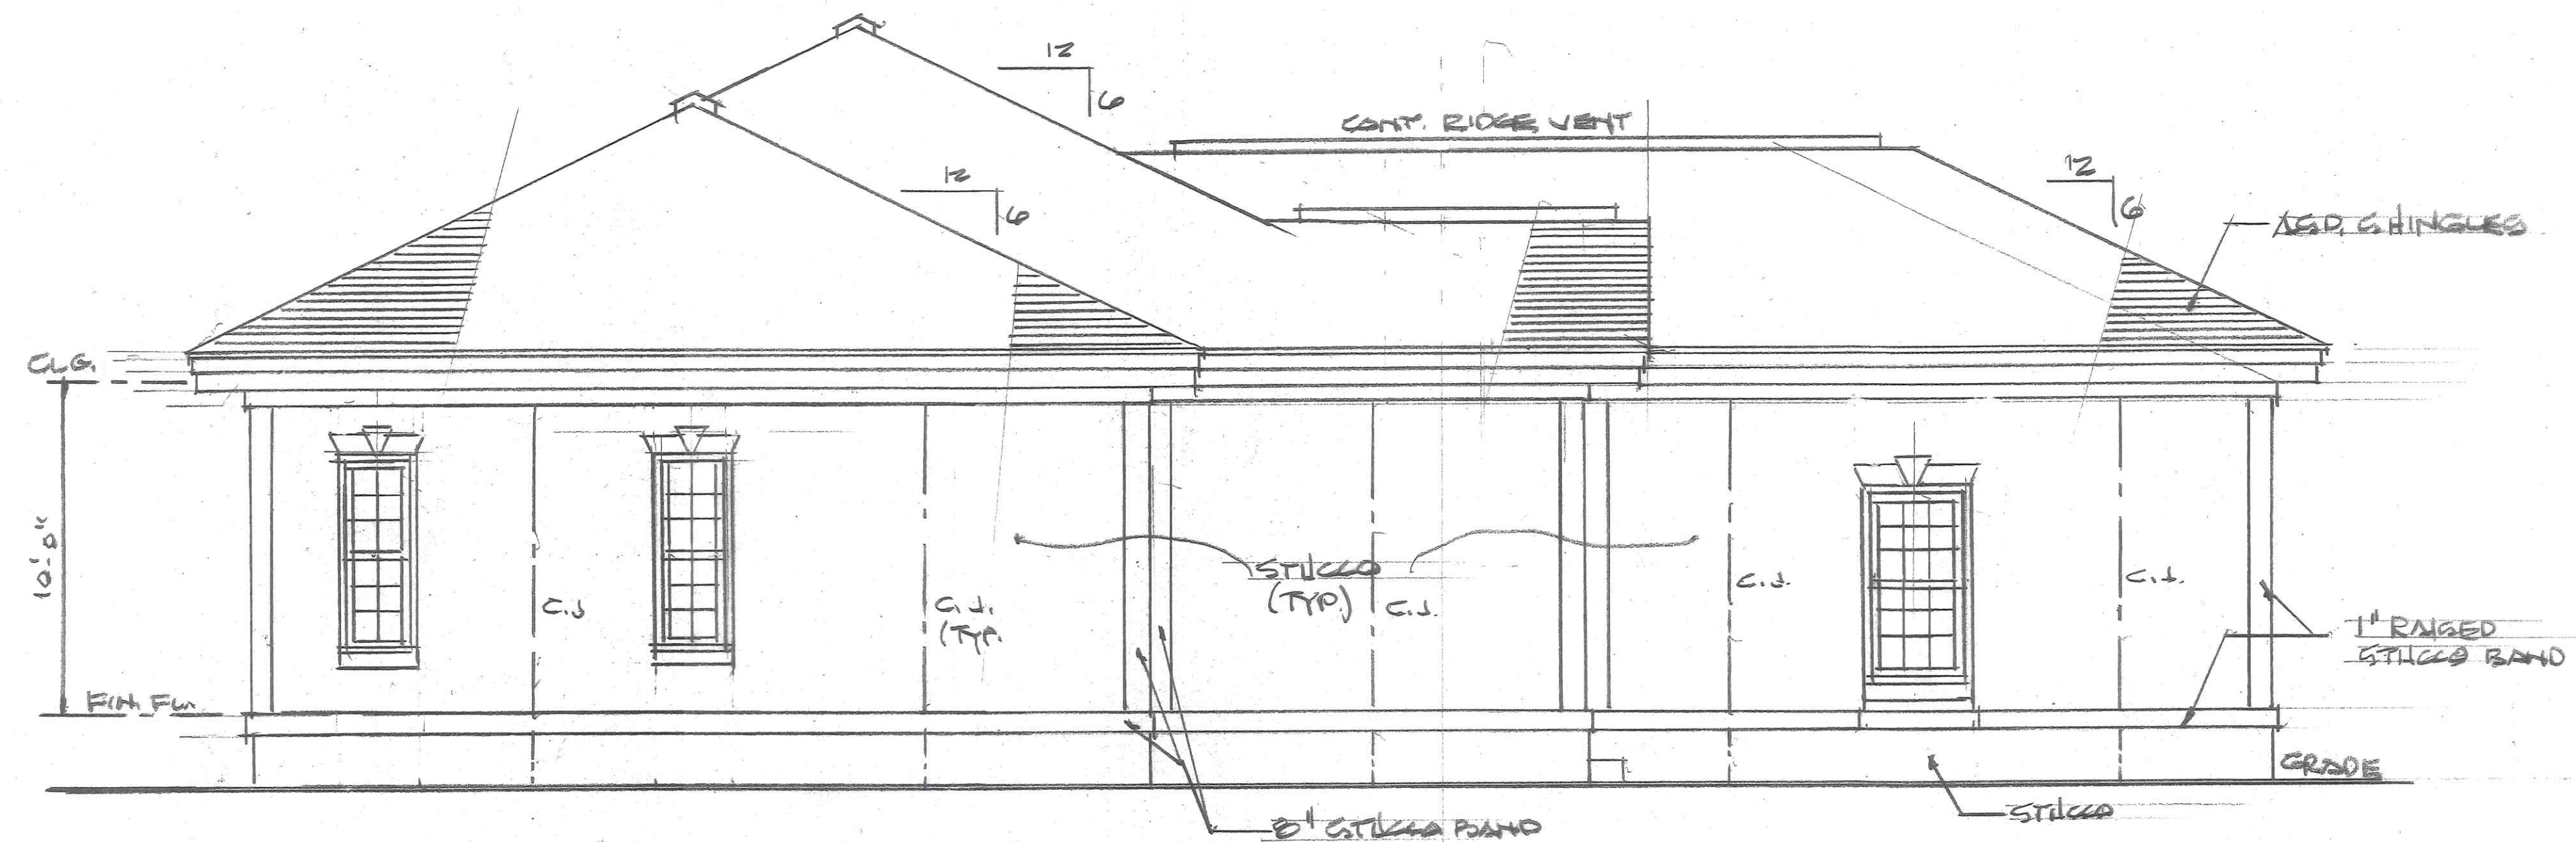 12
6
CONT. RIDGE VENT
12
6
12
6
ASP. SHINGLES
CLG.
10'-0"
FIN. FLR.
C.J.
C.J.
(TYP.
STUCCO
(TYP.)
C.J.
C.J.
C.J.
1" RAISED
STUCCO BAND
GRADE
STUCCO
8" STUCCO BAND